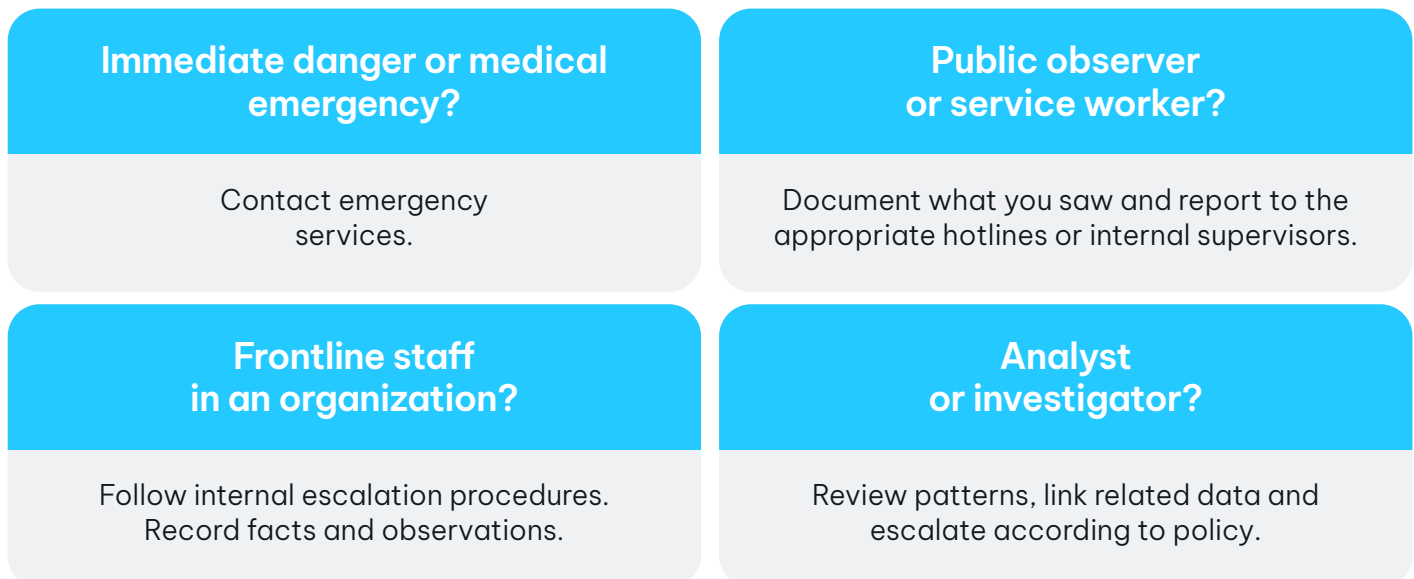 Immediate danger or medical
emergency?
Contact emergency
services.
Public observer
or service worker?
Document what you saw and report to the
appropriate hotlines or internal supervisors.
Frontline staff
in an organization?
Follow internal escalation procedures.
Record facts and observations.
Analyst
or investigator?
Review patterns, link related data and
escalate according to policy.